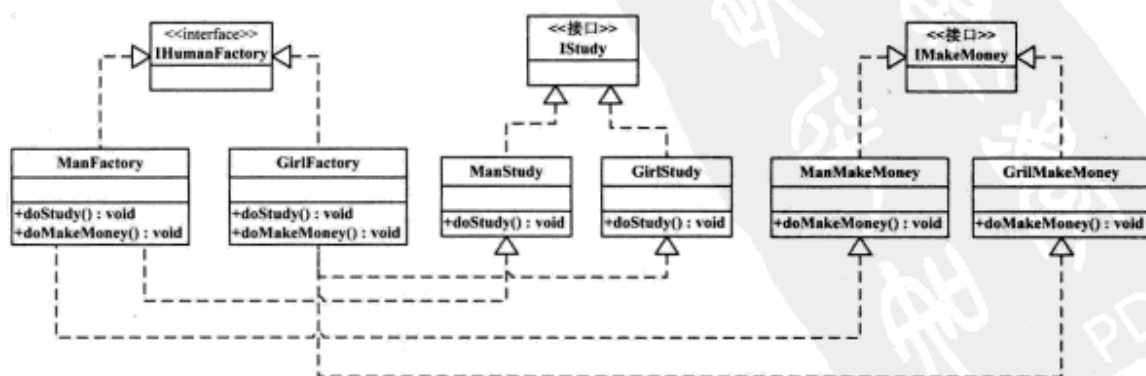 <<interface>>
IHumanFactory
<<接口>>
IStudy
<<接口>>
IMakeMoney
ManFactory
+doStudy() : void
+doMakeMoney() : void
GirlFactory
+doStudy() : void
+doMakeMoney() : void
ManStudy
+doStudy() : void
GirlStudy
+doStudy() : void
ManMakeMoney
+doMakeMoney() : void
GrilMakeMoney
+doMakeMoney() : void
PD